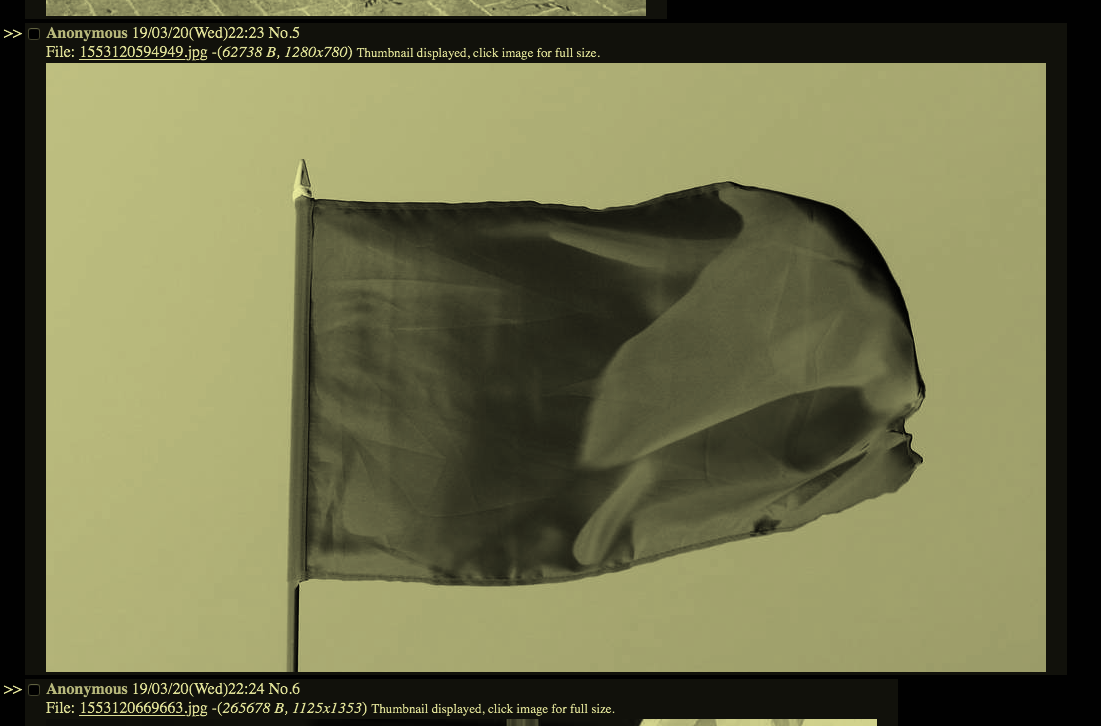 >> Anonymous 19/03/20(Wed)22:23 No.5
File: 1553120594949.jpg -(62738 B, 1280x780) Thumbnail displayed, click image for full size.
>> Anonymous 19/03/20(Wed)22:24 No.6
File: 1553120669663.jpg -(265678 B, 1125x1353) Thumbnail displayed, click image for full size.